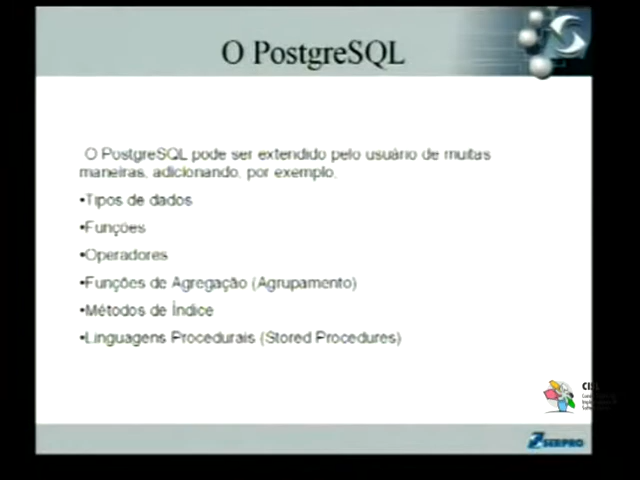 O PostgreSQL
O PostgreSQL pode ser extendido pelo usuário de muitas
maneiras, adicionando, por exemplo,
•Tipos de dados
•Funções
•Operadores
•Funções de Agregação (Agrupamento)
•Métodos de Índice
•Linguagens Procedurais (Stored Procedures)
SERPRO